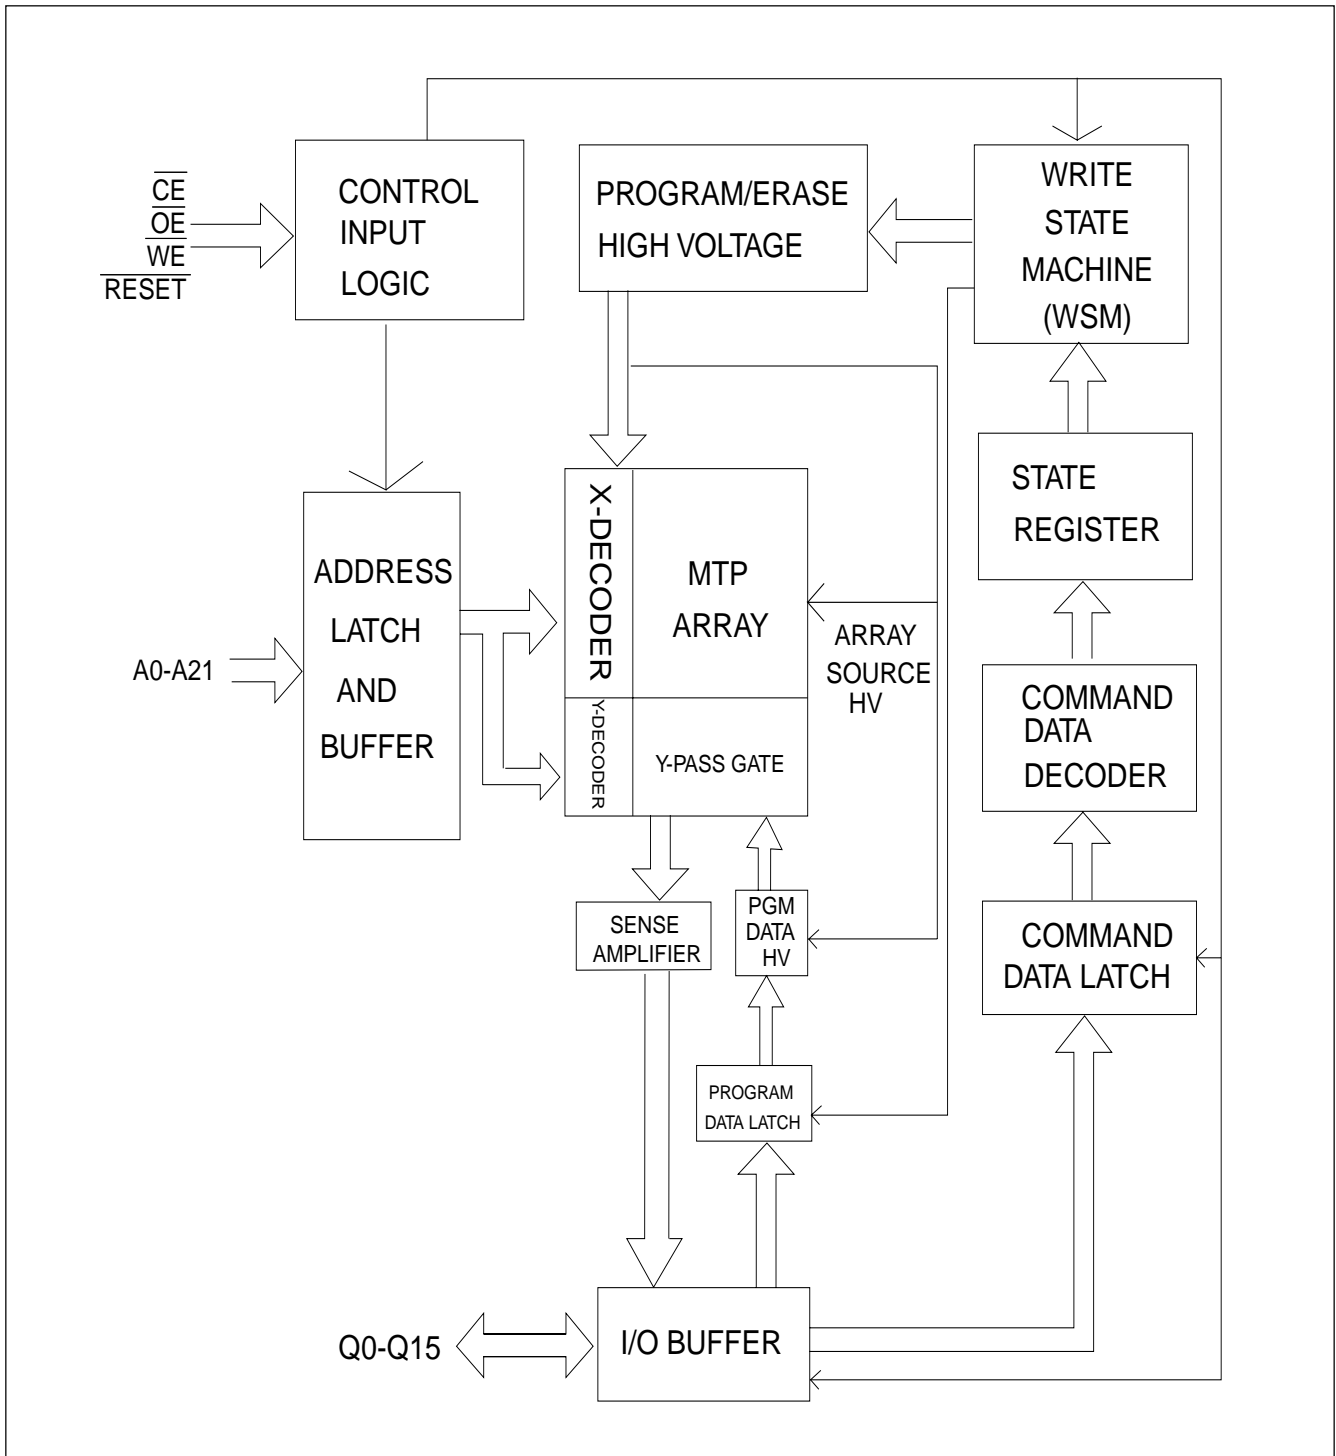 CE
OE
WE
RESET
CONTROL
INPUT
LOGIC
PROGRAM/ERASE
HIGH VOLTAGE
WRITE
STATE
MACHINE
(WSM)
STATE
REGISTER
A0-A21
ADDRESS
LATCH
AND
BUFFER
X-DECODER
MTP
ARRAY
Y-DECODER
Y-PASS GATE
ARRAY
SOURCE
HV
COMMAND
DATA
DECODER
SENSE
AMPLIFIER
PGM
DATA
HV
COMMAND
DATA LATCH
PROGRAM
DATA LATCH
Q0-Q15
I/O BUFFER